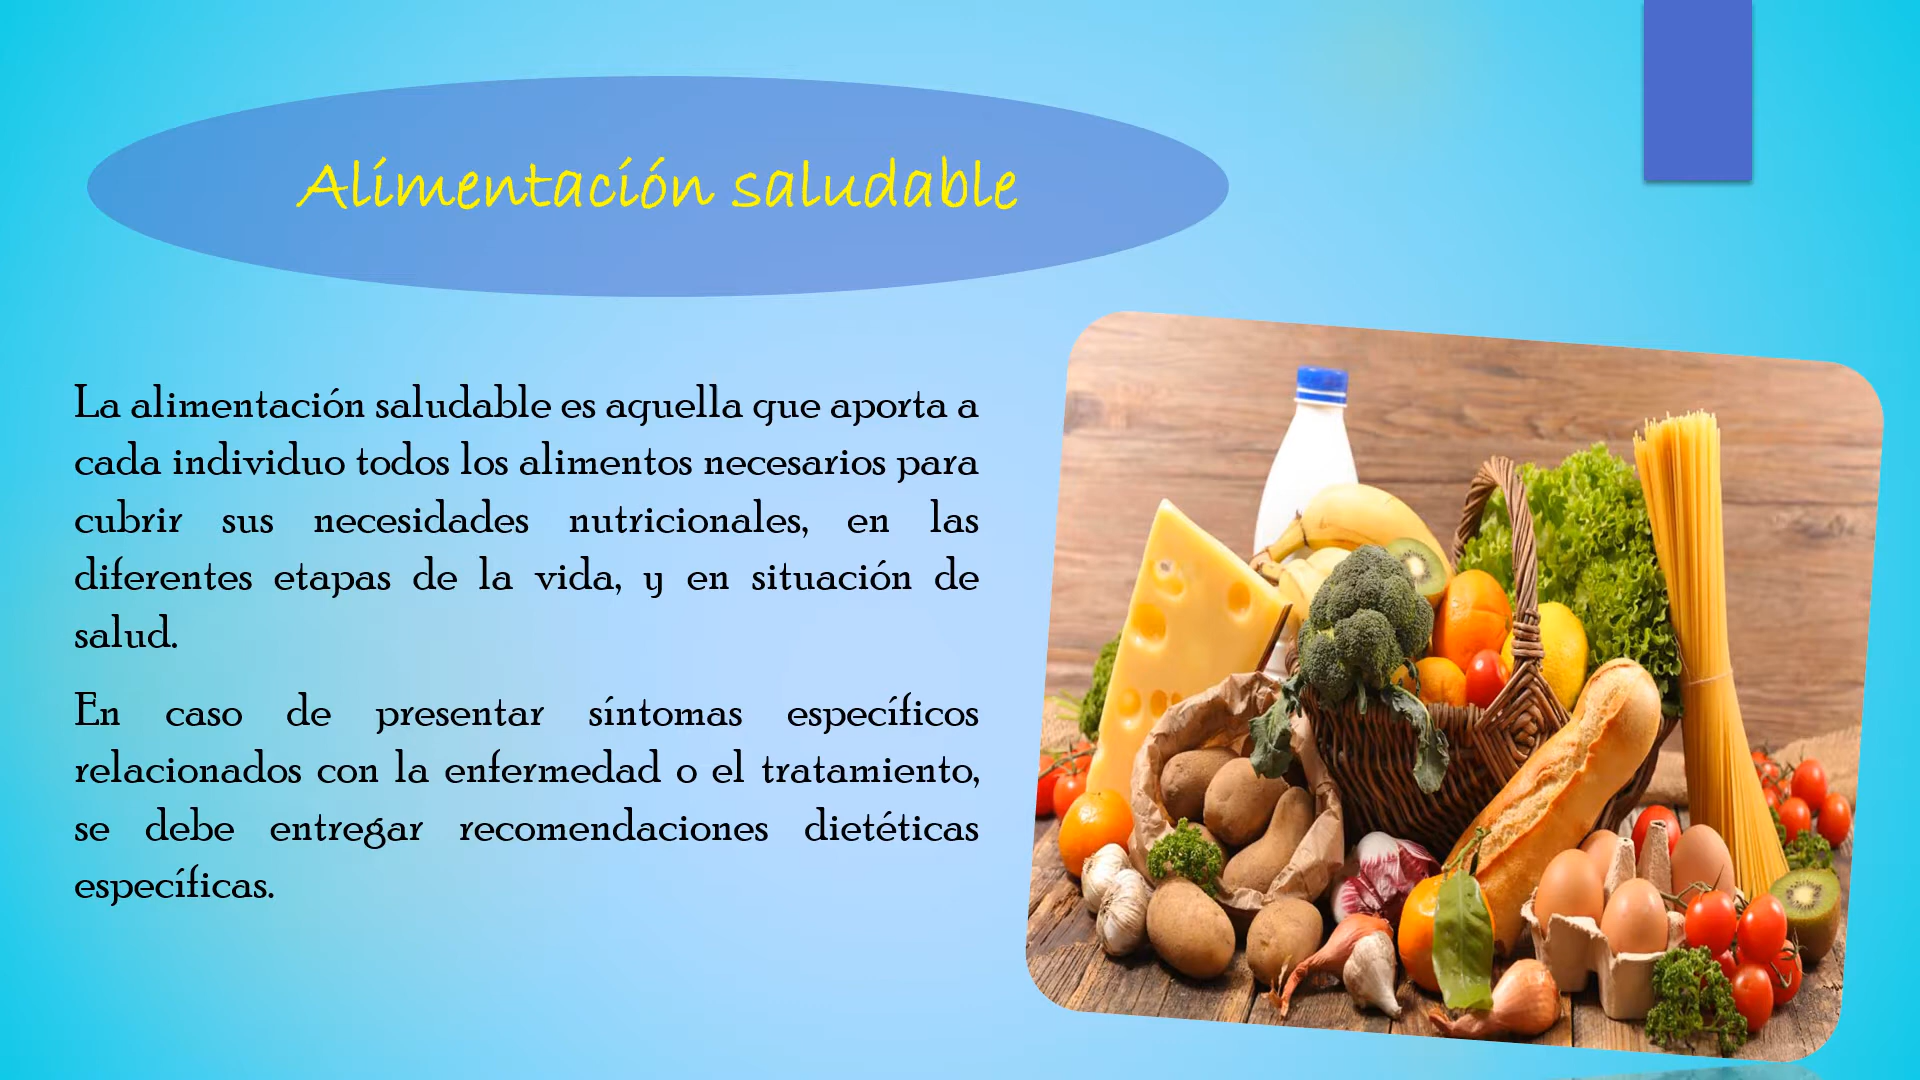 Alimentación saludable
La alimentación saludable es aquella que aporta a
cada individuo todos los alimentos necesarios para
cubrir sus necesidades nutricionales, en las
diferentes etapas de la vida, y en situación de
salud.
En caso de presentar síntomas específicos
relacionados con la enfermedad o el tratamiento,
se debe entregar recomendaciones dietéticas
específicas.